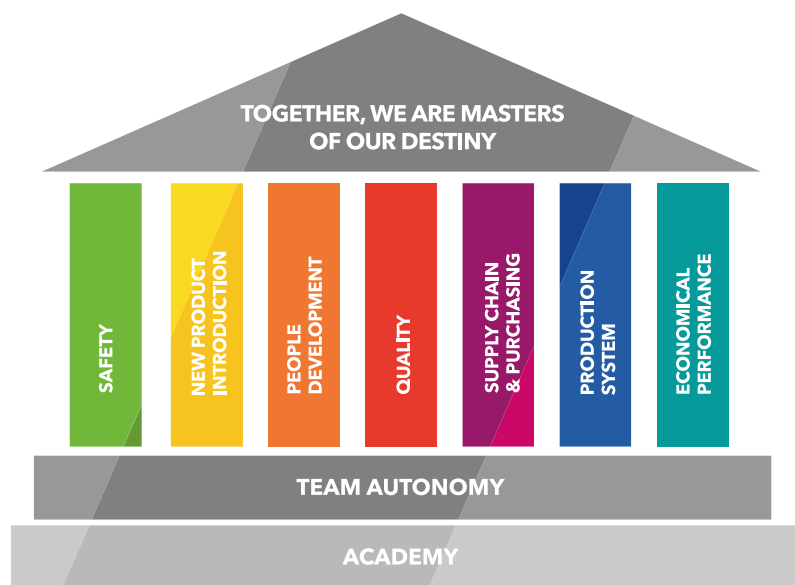 TOGETHER, WE ARE MASTERS
OF OUR DESTINY
SAFETY
NEW PRODUCT
INTRODUCTION
PEOPLE
DEVELOPMENT
QUALITY
SUPPLY CHAIN
& PURCHASING
PRODUCTION
SYSTEM
ECONOMICAL
PERFORMANCE
TEAM AUTONOMY
ACADEMY